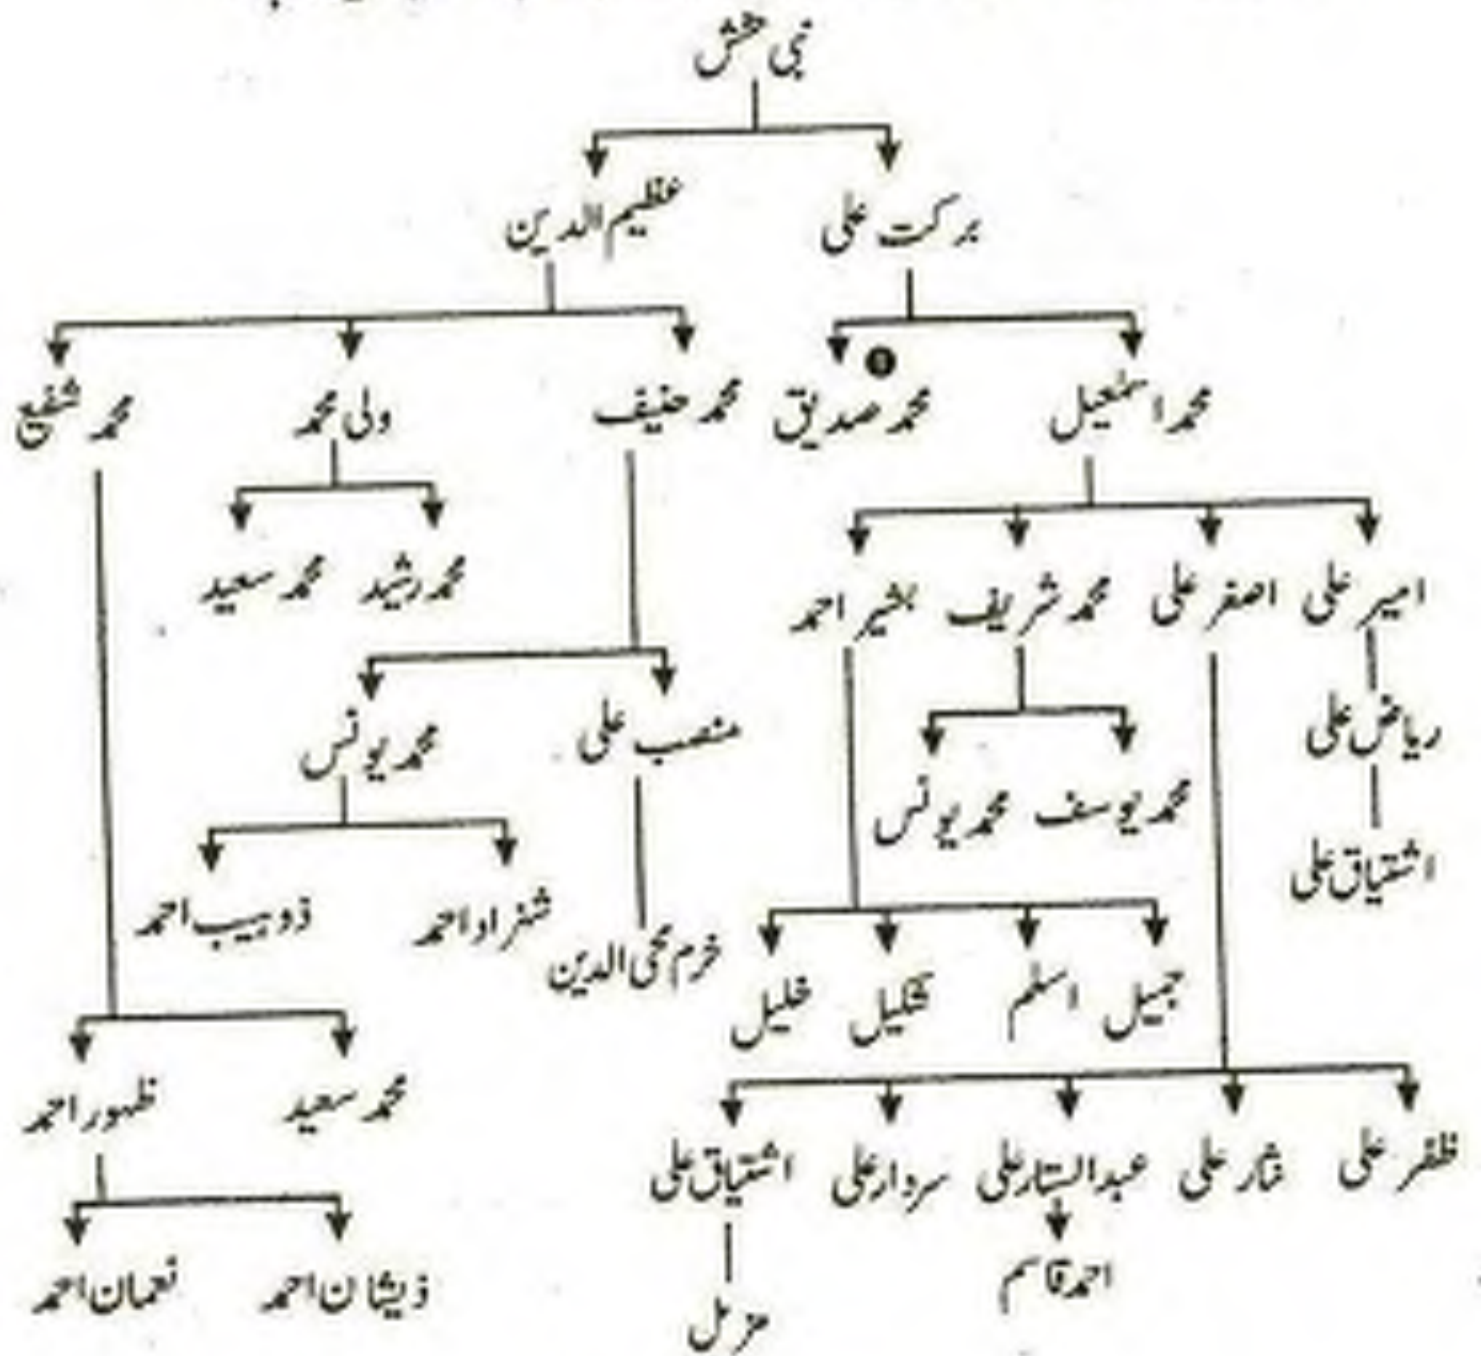 نبی بخش
برکت علی عظیم الدین
محمد اسمٰعیل محمد صدیق محمد حنیف ولی محمد محمد شفیع
محمد رشید محمد سعید
امیر علی اصغر علی محمد شریف بشیر احمد
ریاض علی منصب علی محمد یونس
محمد یوسف محمد یونس
اشتیاق علی
شہزاد احمد ذوہیب احمد
خرم محی الدین
جمیل اسلم شکیل خلیل
محمد سعید ظہور احمد
ظفر علی نثار علی عبدالستار علی سردار علی اشتیاق علی
احمد قاسم ذیشان احمد نعمان احمد
مزمل